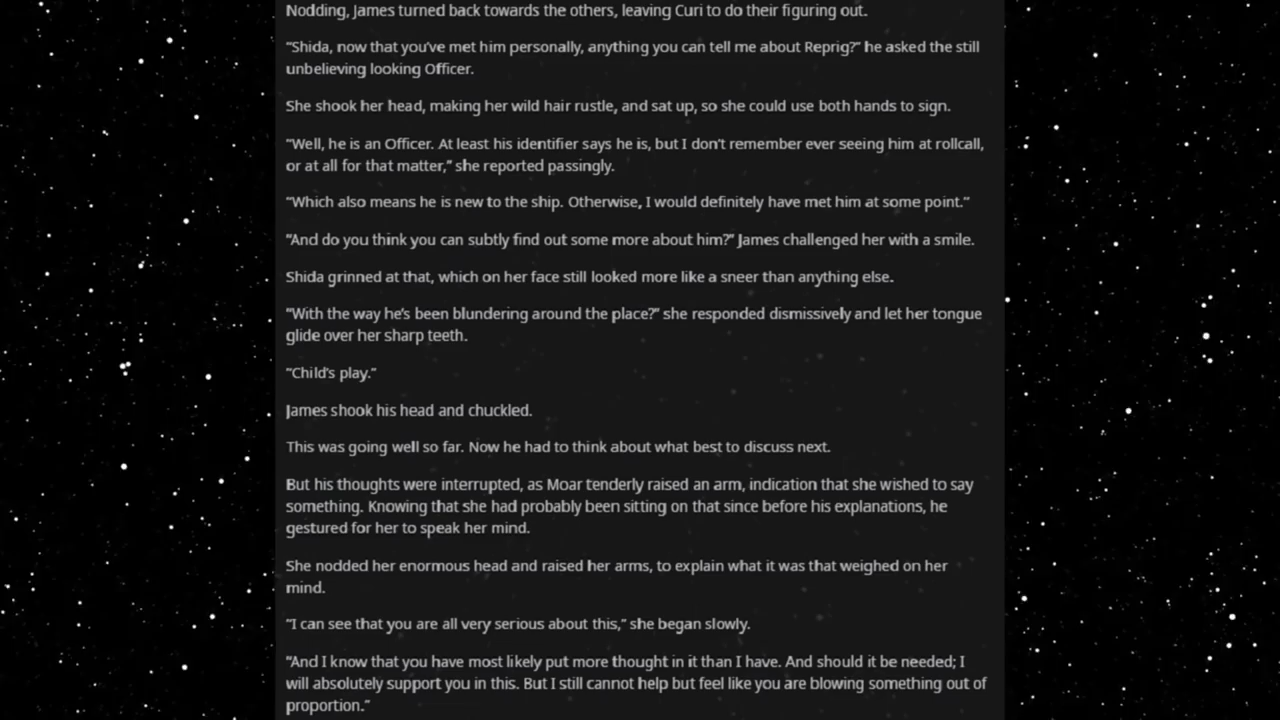 Nodding, James turned back towards the others, leaving Curi to do their figuring out.
“Shida, now that you’ve met him personally, anything you can tell me about Reprig?” he asked the still
unbelieving looking Officer.
She shook her head, making her wild hair rustle, and sat up, so she could use both hands to sign.
“Well, he is an Officer. At least his identifier says he is, but I don’t remember ever seeing him at rollcall,
or at all for that matter,” she reported passingly.
“Which also means he is new to the ship. Otherwise, I would definitely have met him at some point.”
“And do you think you can subtly find out some more about him?” James challenged her with a smile.
Shida grinned at that, which on her face still looked more like a sneer than anything else.
“With the way he’s been blundering around the place?” she responded dismissively and let her tongue
glide over her sharp teeth.
“Child’s play.”
James shook his head and chuckled.
This was going well so far. Now he had to think about what best to discuss next.
But his thoughts were interrupted, as Moar tenderly raised an arm, indication that she wished to say
something. Knowing that she had probably been sitting on that since before his explanations, he
gestured for her to speak her mind.
She nodded her enormous head and raised her arms, to explain what it was that weighed on her
mind.
“I can see that you are all very serious about this,” she began slowly.
“And I know that you have most likely put more thought in it than I have. And should it be needed; I
will absolutely support you in this. But I still cannot help but feel like you are blowing something out of
proportion.”